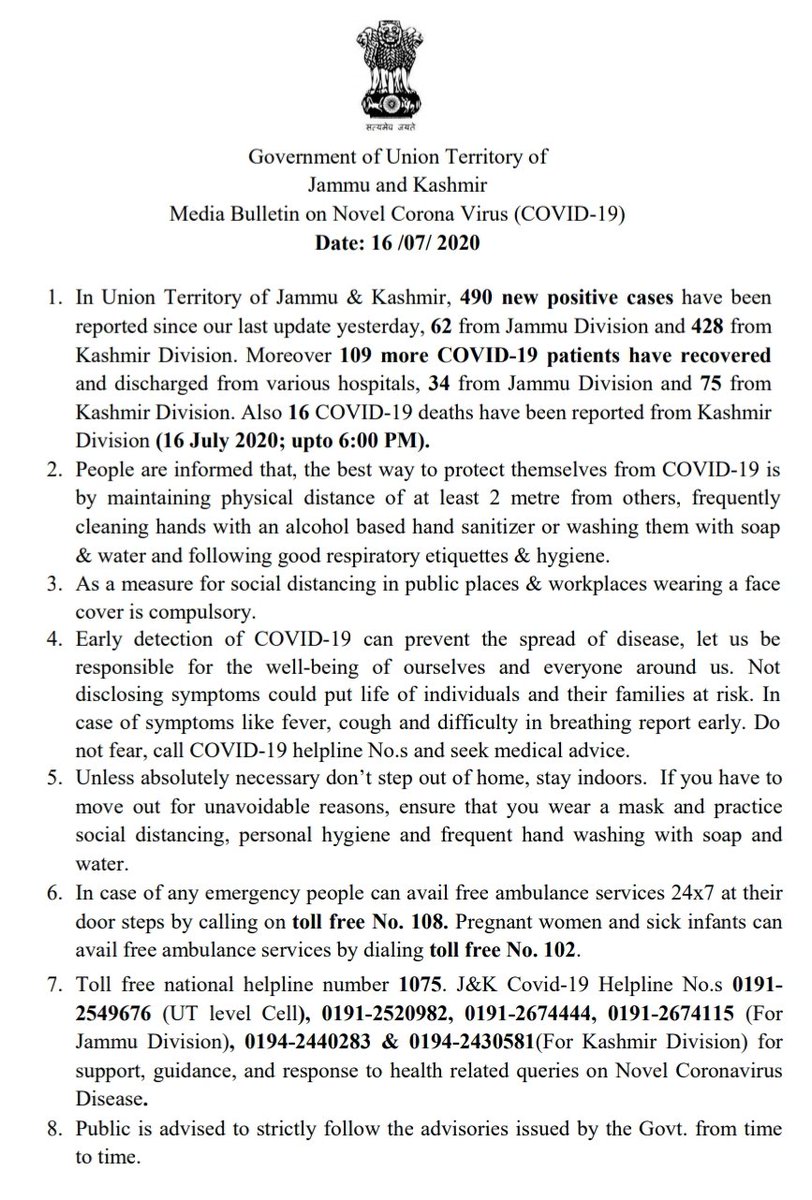 सत्यमेव जयते
Government of Union Territory of
Jammu and Kashmir
Media Bulletin on Novel Corona Virus (COVID-19)
Date: 16 /07/ 2020
1. In Union Territory of Jammu & Kashmir, 490 new positive cases have been
reported since our last update yesterday, 62 from Jammu Division and 428 from
Kashmir Division. Moreover 109 more COVID-19 patients have recovered
and discharged from various hospitals, 34 from Jammu Division and 75 from
Kashmir Division. Also 16 COVID-19 deaths have been reported from Kashmir
Division (16 July 2020; upto 6:00 PM).
2. People are informed that, the best way to protect themselves from COVID-19 is
by maintaining physical distance of at least 2 metre from others, frequently
cleaning hands with an alcohol based hand sanitizer or washing them with soap
& water and following good respiratory etiquettes & hygiene.
3. As a measure for social distancing in public places & workplaces wearing a face
cover is compulsory.
4. Early detection of COVID-19 can prevent the spread of disease, let us be
responsible for the well-being of ourselves and everyone around us. Not
disclosing symptoms could put life of individuals and their families at risk. In
case of symptoms like fever, cough and difficulty in breathing report early. Do
not fear, call COVID-19 helpline No.s and seek medical advice.
5. Unless absolutely necessary don’t step out of home, stay indoors. If you have to
move out for unavoidable reasons, ensure that you wear a mask and practice
social distancing, personal hygiene and frequent hand washing with soap and
water.
6. In case of any emergency people can avail free ambulance services 24x7 at their
door steps by calling on toll free No. 108. Pregnant women and sick infants can
avail free ambulance services by dialing toll free No. 102.
7. Toll free national helpline number 1075. J&K Covid-19 Helpline No.s 0191-
2549676 (UT level Cell), 0191-2520982, 0191-2674444, 0191-2674115 (For
Jammu Division), 0194-2440283 & 0194-2430581(For Kashmir Division) for
support, guidance, and response to health related queries on Novel Coronavirus
Disease.
8. Public is advised to strictly follow the advisories issued by the Govt. from time
to time.